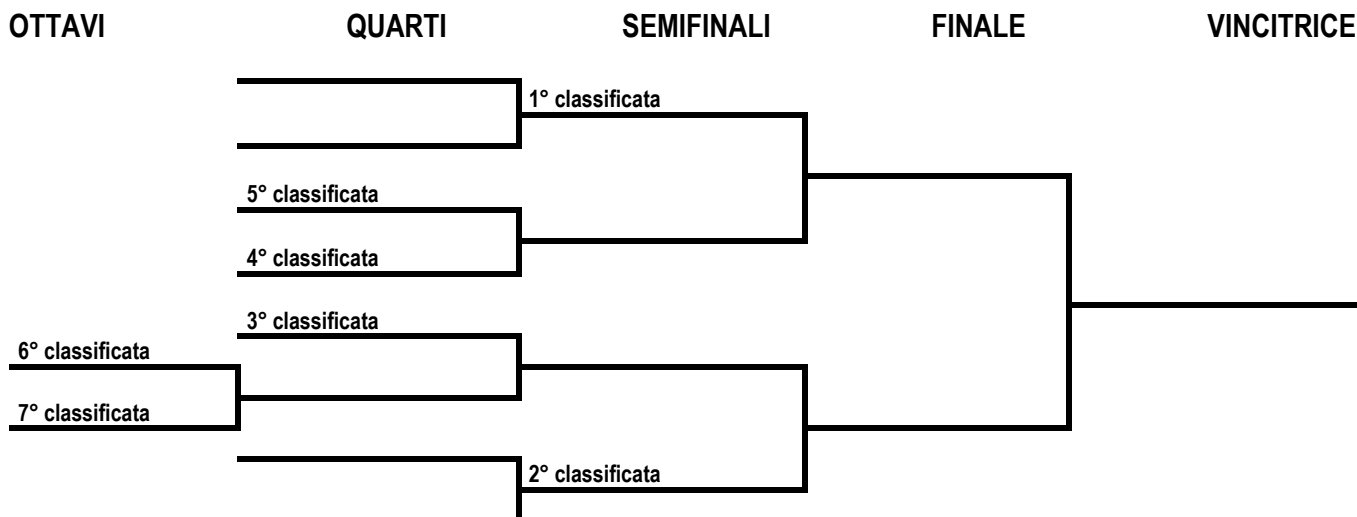 OTTAVI QUARTI SEMIFINALI FINALE VINCITRICE
1° classificata
5° classificata
4° classificata
3° classificata
6° classificata
7° classificata
2° classificata